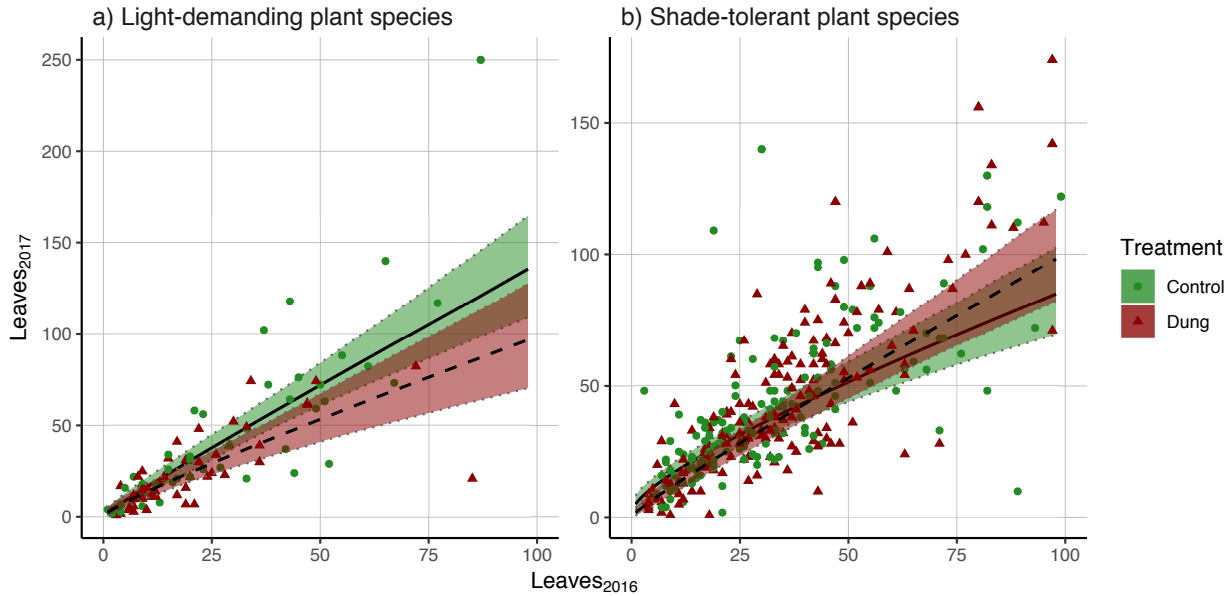 a) Light-demanding plant species
b) Shade-tolerant plant species
250
200
150
100
50
0
150
100
50
0
Leaves2017
0 25 50 75 100
0 25 50 75 100
Leaves2016
Treatment
Control
Dung